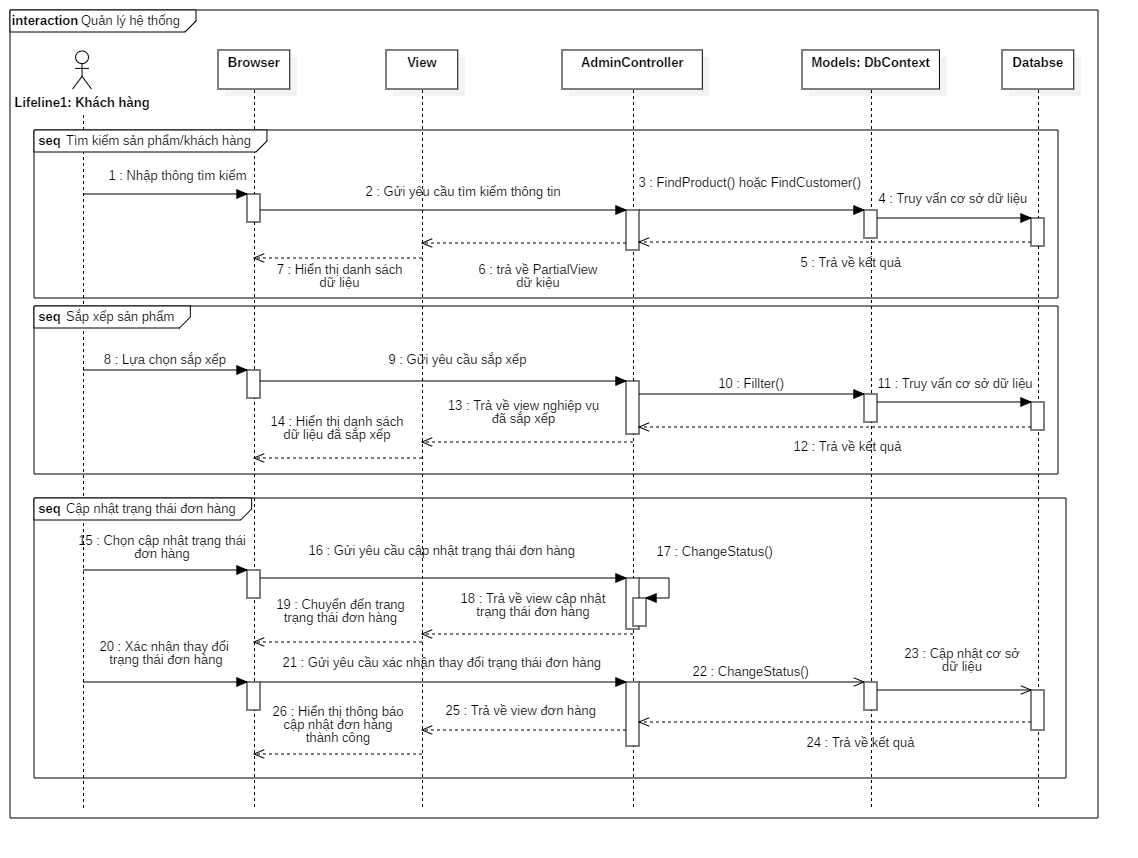 interaction Quản lý hệ thống
Browser
View
AdminController
Models: DbContext
Databse
Lifeline1: Khách hàng
seq Tìm kiếm sản phẩm/khách hàng
1 : Nhập thông tìm kiếm
2 : Gửi yêu cầu tìm kiếm thông tin
3 : FindProduct() hoặc FindCustomer()
4 : Truy vấn cơ sở dữ liệu
5 : Trả về kết quả
6 : trả về PartialView
dữ kiệu
7 : Hiển thị danh sách
dữ liệu
seq Sắp xếp sản phẩm
8 : Lựa chọn sắp xếp
9 : Gửi yêu cầu sắp xếp
10 : Fillter()
11 : Truy vấn cơ sở dữ liệu
12 : Trả về kết quả
13 : Trả về view nghiệp vụ
đã sắp xếp
14 : Hiển thị danh sách
dữ liệu đã sắp xếp
seq Cập nhật trạng thái đơn hàng
15 : Chọn cập nhật trạng thái
đơn hàng
16 : Gửi yêu cầu cập nhật trạng thái đơn hàng
17 : ChangeStatus()
18 : Trả về view cập nhật
trạng thái đơn hàng
19 : Chuyển đến trang
trạng thái đơn hàng
20 : Xác nhận thay đổi
trạng thái đơn hàng
21 : Gửi yêu cầu xác nhận thay đổi trạng thái đơn hàng
22 : ChangeStatus()
23 : Cập nhật cơ sở
dữ liệu
24 : Trả về kết quả
25 : Trả về view đơn hàng
26 : Hiển thị thông báo
cập nhật đơn hàng
thành công